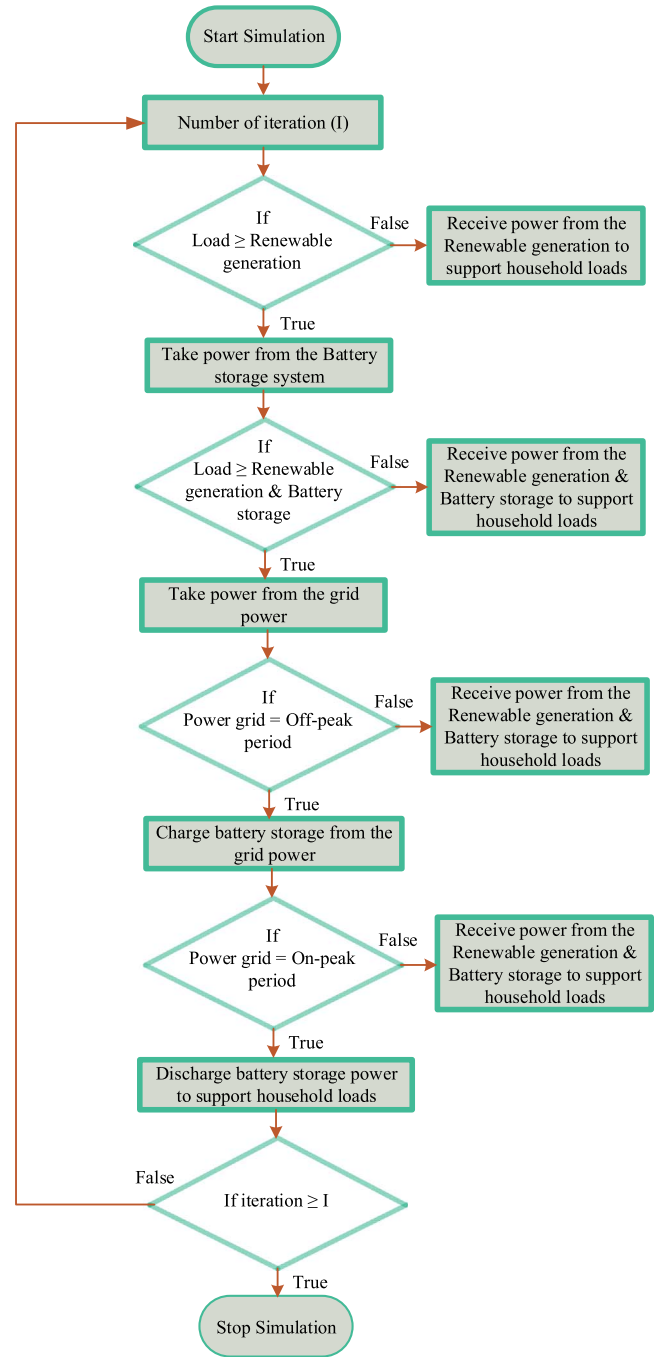 Start Simulation
Number of iteration (I)
If
Load ≥ Renewable
generation
False
Receive power from the
Renewable generation to
support household loads
True
Take power from the Battery
storage system
If
Load ≥ Renewable
generation & Battery
storage
False
Receive power from the
Renewable generation &
Battery storage to support
household loads
True
Take power from the grid
power
If
Power grid = Off-peak
period
False
Receive power from the
Renewable generation &
Battery storage to support
household loads
True
Charge battery storage from the
grid power
If
Power grid = On-peak
period
False
Receive power from the
Renewable generation &
Battery storage to support
household loads
True
Discharge battery storage power
to support household loads
False
If iteration ≥ I
True
Stop Simulation